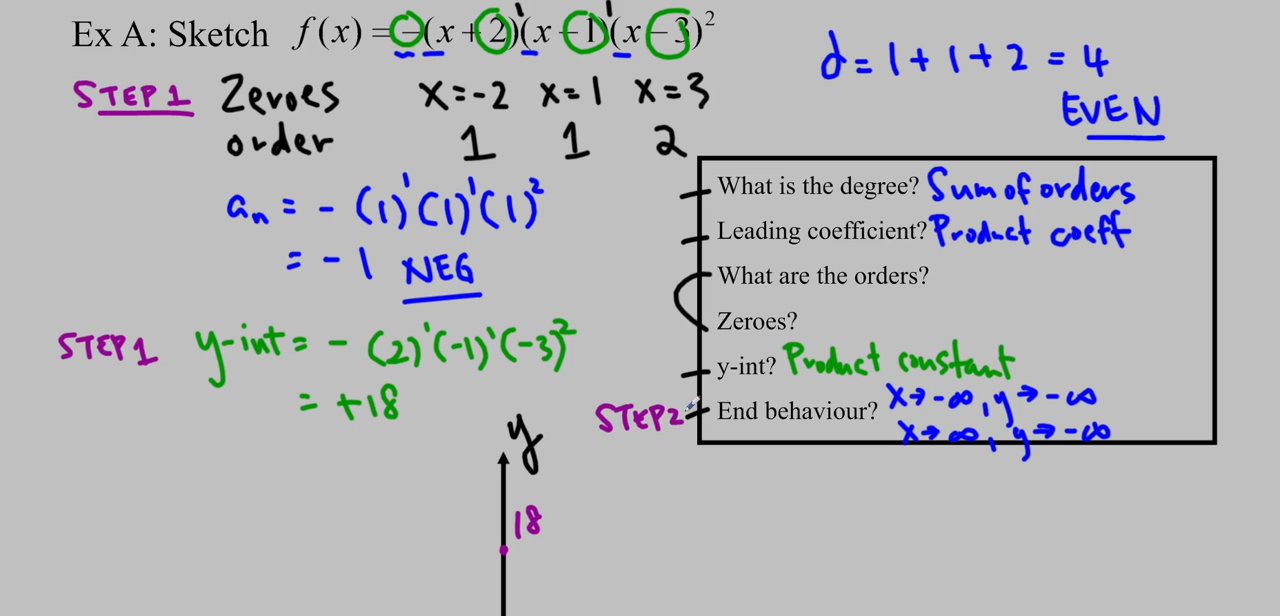 Ex A: Sketch f(x) = −(x + 2)¹(x − 1)¹(x − 3)²
d = 1 + 1 + 2 = 4
EVEN
STEP 1 Zeroes x=-2 x=1 x=3
order 1 1 2
aₙ = - (1)¹(1)¹(1)²
= -1 NEG
What is the degree? Sum of orders
Leading coefficient? Product coeff
What are the orders?
Zeroes?
y-int? Product constant
STEP 2 End behaviour? x→-∞, y→-∞
x→∞, y→-∞
STEP 1 y-int = - (2)¹(-1)¹(-3)²
= +18
y
18